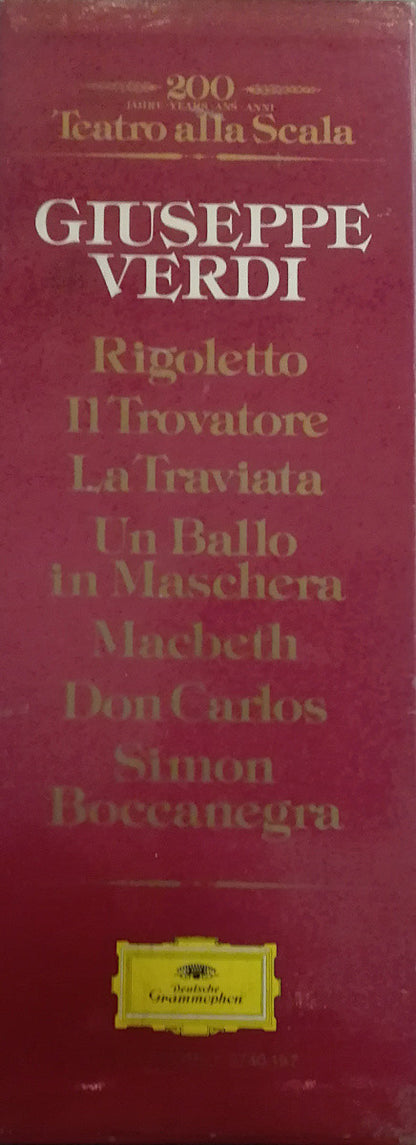 200
JAHRE YEARS ANS ANNI
Teatro alla Scala
GIUSEPPE
VERDI
Rigoletto
Il Trovatore
La Traviata
Un Ballo
in Maschera
Macbeth
Don Carlos
Simon
Boccanegra
Deutsche
Grammophon